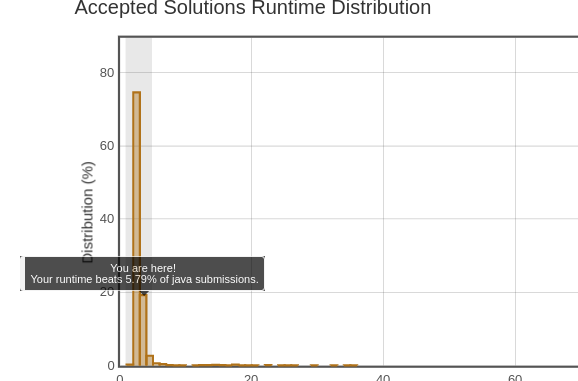 Accepted Solutions Runtime Distribution
80
60
Distribution (%)
40
You are here!
Your runtime beats 5.79% of java submissions.
20
0
0 20 40 60